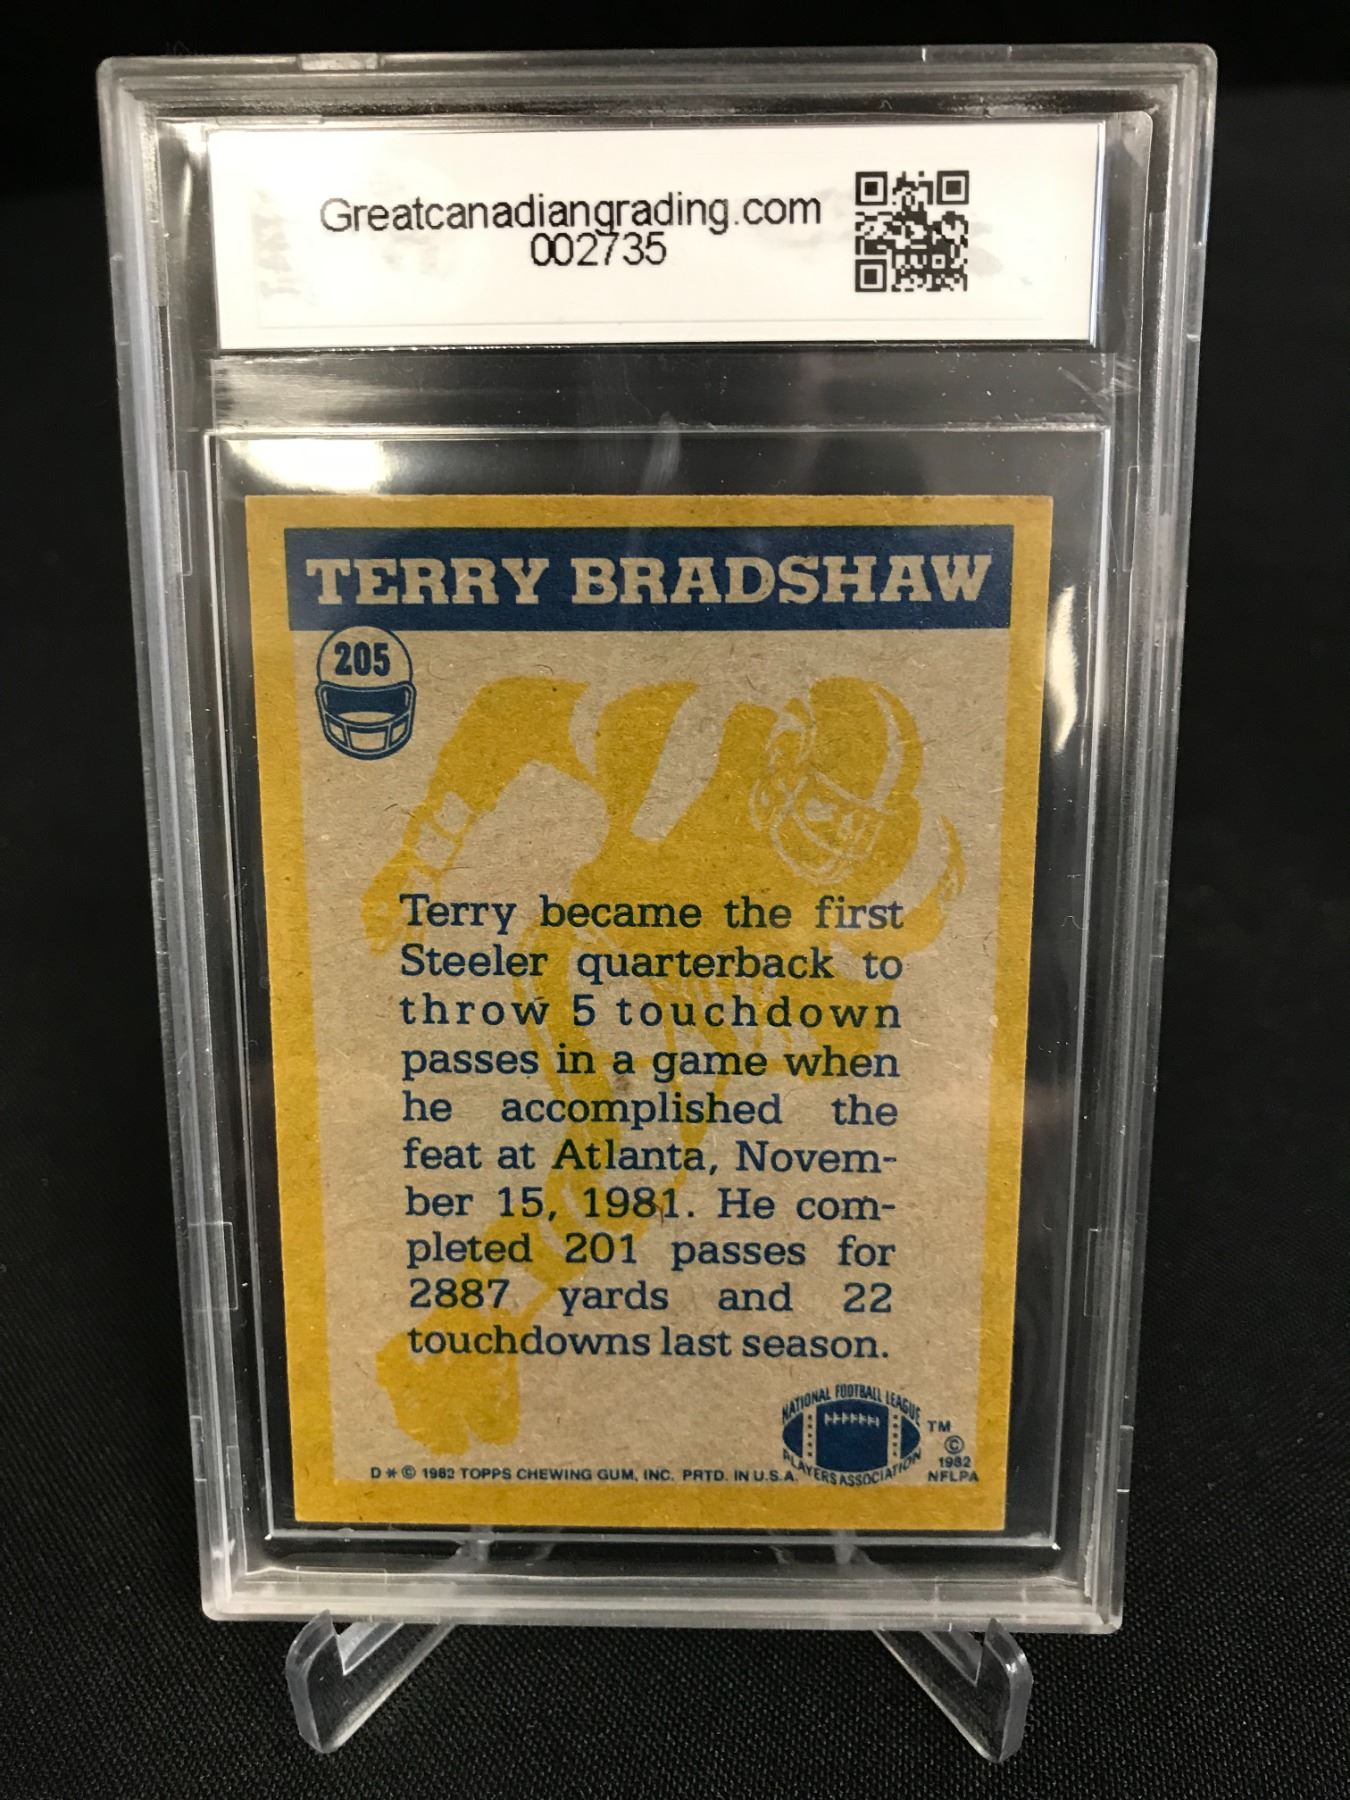 Greatcanadiangrading.com
002735
TERRY BRADSHAW
205
Terry became the first
Steeler quarterback to
throw 5 touchdown
passes in a game when
he accomplished the
feat at Atlanta, Novem-
ber 15, 1981. He com-
pleted 201 passes for
2887 yards and 22
touchdowns last season.
NATIONAL FOOTBALL LEAGUE
PLAYERS ASSOCIATION
TM
©
1982
NFLPA
D * © 1982 TOPPS CHEWING GUM, INC. PRTD. IN U.S.A.